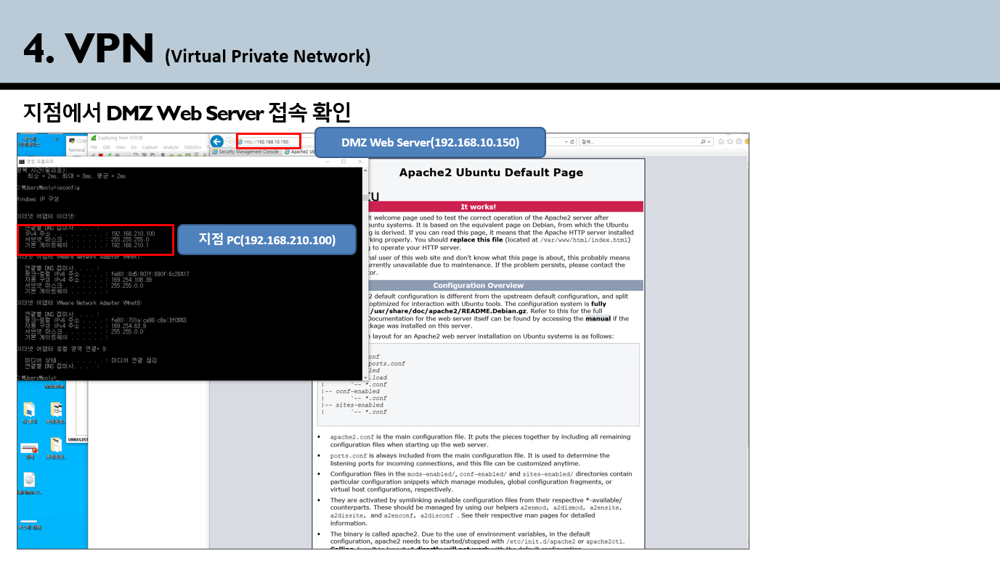 4. VPN (Virtual Private Network)
지점에서 DMZ Web Server 접속 확인
Capturing from 이더넷
File Edit View Go Capture Analyze Statistics
Terminal
http://192.168.10.150/
DMZ Web Server(192.168.10.150)
검색...
Security Management Console
Apache2 Ub
명령 프롬프트
왕복 시간(밀리초):
최소 = 2ms, 최대 = 3ms, 평균 = 2ms
C:₩Users₩poly>ipconfig
Windows IP 구성
이더넷 어댑터 이더넷:
연결별 DNS 접미사. . . . :
IPv4 주소 . . . . . . . . . : 192.168.210.100
서브넷 마스크 . . . . . . . : 255.255.255.0
기본 게이트웨이 . . . . . . : 192.168.210.1
지점 PC(192.168.210.100)
이더넷 어댑터 VMware Network Adapter VMnet1:
연결별 DNS 접미사. . . . :
링크-로컬 IPv6 주소 . . . . : fe80::8d5:807f:690f:6c26%17
자동 구성 IPv4 주소 . . . . : 169.254.108.38
서브넷 마스크 . . . . . . . : 255.255.0.0
기본 게이트웨이 . . . . . . :
이더넷 어댑터 VMware Network Adapter VMnet8:
연결별 DNS 접미사. . . . :
링크-로컬 IPv6 주소 . . . . : fe80::701a:ca96:c8a:3f09%3
자동 구성 IPv4 주소 . . . . : 169.254.63.9
서브넷 마스크 . . . . . . . : 255.255.0.0
기본 게이트웨이 . . . . . . :
이더넷 어댑터 로컬 영역 연결* 9:
미디어 상태 . . . . . . . . : 미디어 연결 끊김
연결별 DNS 접미사. . . . :
C:₩Users₩poly>
새 폴더
UNREGIST
Apache2 Ubuntu Default Page
It works!
t welcome page used to test the correct operation of the Apache2 server after
buntu systems. It is based on the equivalent page on Debian, from which the Ubuntu
g is derived. If you can read this page, it means that the Apache HTTP server installed
rking properly. You should replace this file (located at /var/www/html/index.html)
g to operate your HTTP server.
nal user of this web site and don't know what this page is about, this probably means
urrently unavailable due to maintenance. If the problem persists, please contact the
tor.
Configuration Overview
2 default configuration is different from the upstream default configuration, and split
optimized for interaction with Ubuntu tools. The configuration system is fully
/usr/share/doc/apache2/README.Debian.gz. Refer to this for the full
Documentation for the web server itself can be found by accessing the manual if the
ckage was installed on this server.
n layout for an Apache2 web server installation on Ubuntu systems is as follows:
onf
ports.conf
led
.load
| `-- *.conf
|-- conf-enabled
| `-- *.conf
|-- sites-enabled
| `-- *.conf
• apache2.conf is the main configuration file. It puts the pieces together by including all remaining
configuration files when starting up the web server.
• ports.conf is always included from the main configuration file. It is used to determine the
listening ports for incoming connections, and this file can be customized anytime.
• Configuration files in the mods-enabled/, conf-enabled/ and sites-enabled/ directories contain
particular configuration snippets which manage modules, global configuration fragments, or
virtual host configurations, respectively.
• They are activated by symlinking available configuration files from their respective *-available/
counterparts. These should be managed by using our helpers a2enmod, a2dismod, a2ensite,
a2dissite, and a2enconf, a2disconf . See their respective man pages for detailed
information.
• The binary is called apache2. Due to the use of environment variables, in the default
configuration, apache2 needs to be started/stopped with /etc/init.d/apache2 or apache2ctl.
Calling /usr/bin/apache2 directly will not work with the default configuration.